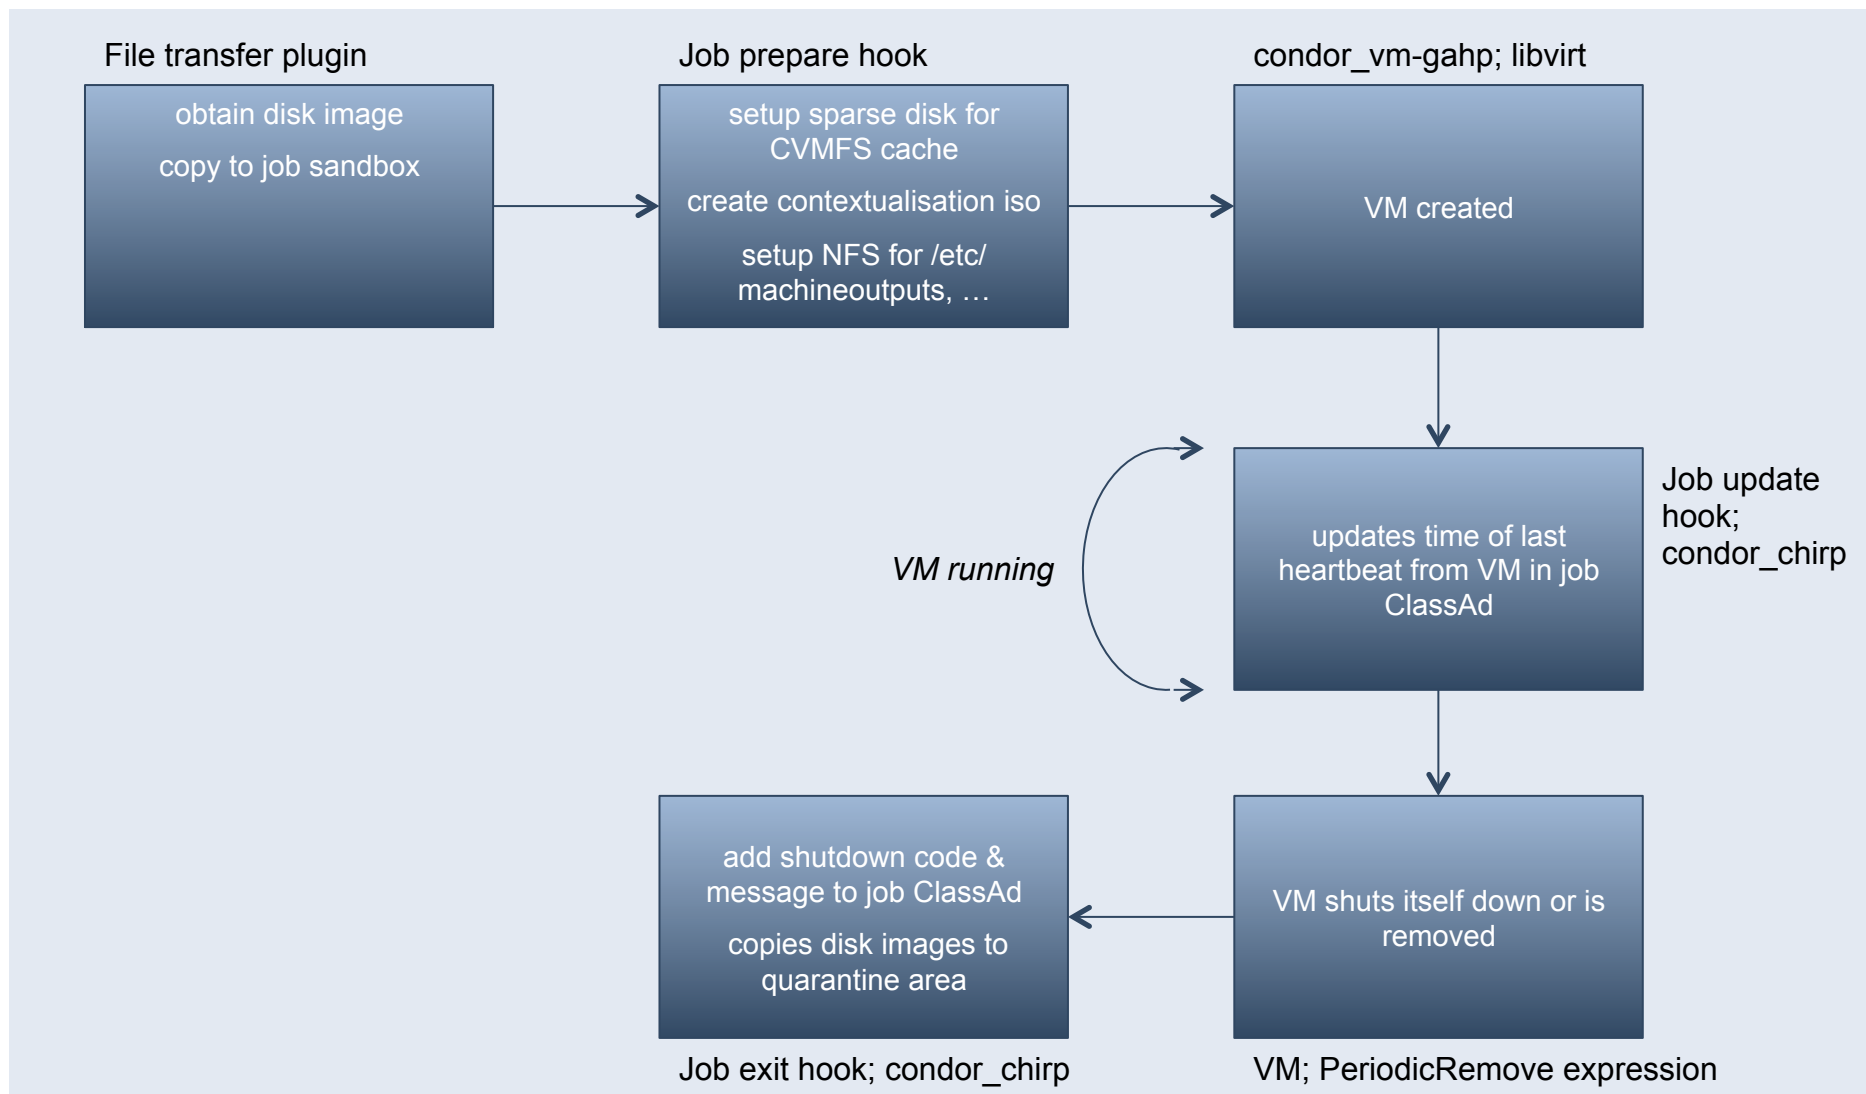 File transfer plugin
obtain disk image
copy to job sandbox
Job prepare hook
setup sparse disk for
CVMFS cache
create contextualisation iso
setup NFS for /etc/
machineoutputs, …
condor_vm-gahp; libvirt
VM created
VM running
updates time of last
heartbeat from VM in job
ClassAd
Job update
hook;
condor_chirp
VM shuts itself down or is
removed
VM; PeriodicRemove expression
add shutdown code &
message to job ClassAd
copies disk images to
quarantine area
Job exit hook; condor_chirp